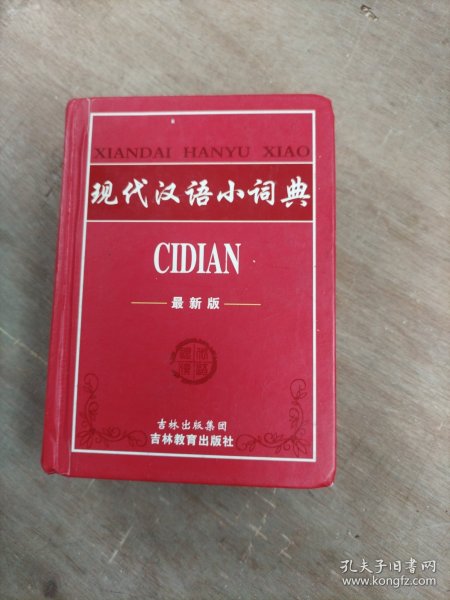 XIANDAI HANYU XIAO
现代汉语小词典
CIDIAN
最新版
吉林出版集团
吉林教育出版社
孔夫子旧书网
www.kongfz.com